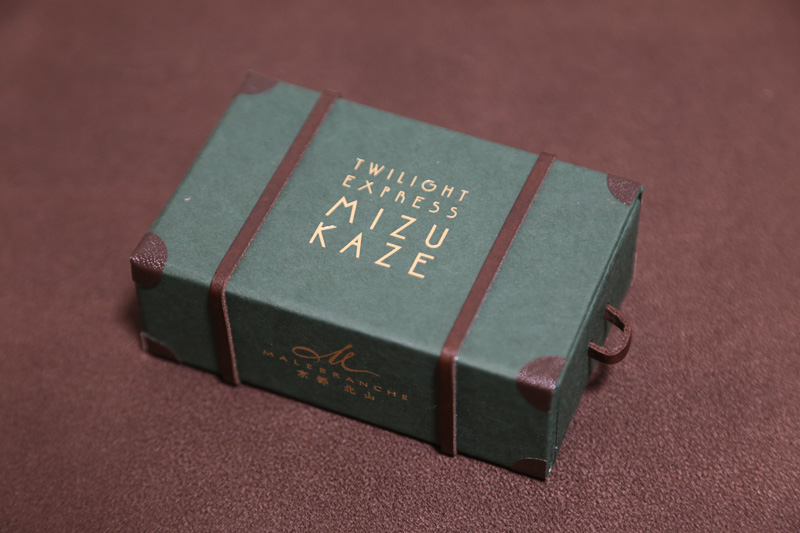 TWILIGHT
EXPRESS
MIZU
KAZE
M
MALEBRANCHE
京都 北山